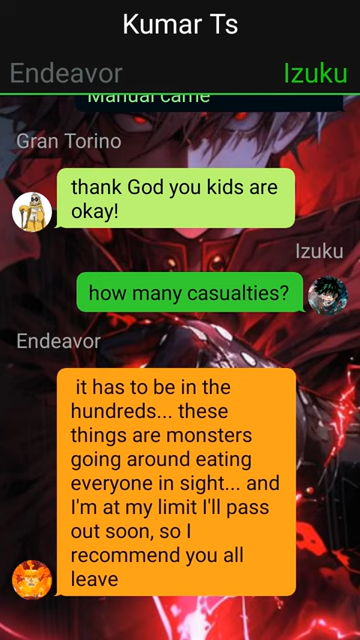 Kumar Ts
Endeavor Izuku
Manual came
Gran Torino
thank God you kids are
okay!
Izuku
how many casualties?
Endeavor
it has to be in the
hundreds... these
things are monsters
going around eating
everyone in sight... and
I'm at my limit I'll pass
out soon, so I
recommend you all
leave